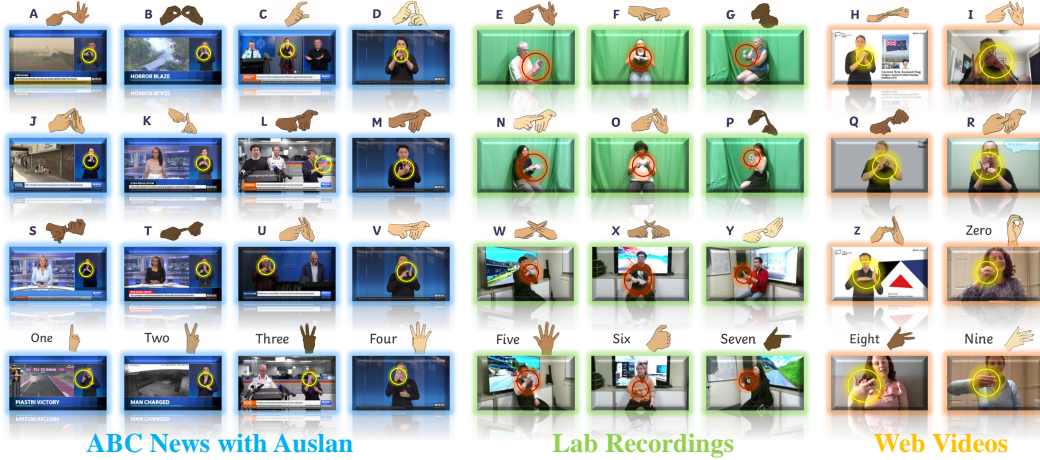 A B C D E F G H I
HORROR BLAZE
J K L M N O P Q R
S T U V W X Y Z Zero
One Two Three Four Five Six Seven Eight Nine
PIASTRI VICTORY
MAN CHARGED
ABC News with Auslan Lab Recordings Web Videos